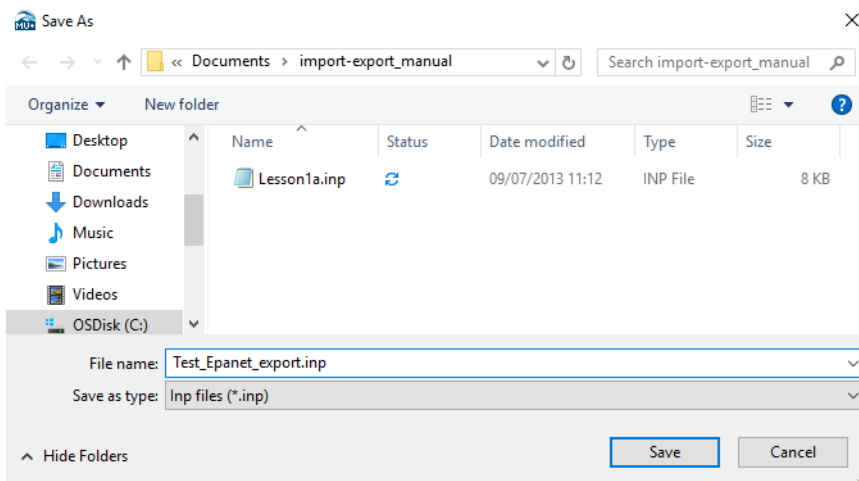 MU+ Save As
« Documents › import-export_manual
Search import-export_manual
Organize New folder
?
Name Status Date modified Type Size
Desktop
Documents
Downloads
Music
Pictures
Videos
OSDisk (C:)
Lesson1a.inp 09/07/2013 11:12 INP File 8 KB
File name: Test_Epanet_export.inp
Save as type: Inp files (*.inp)
Hide Folders Save Cancel